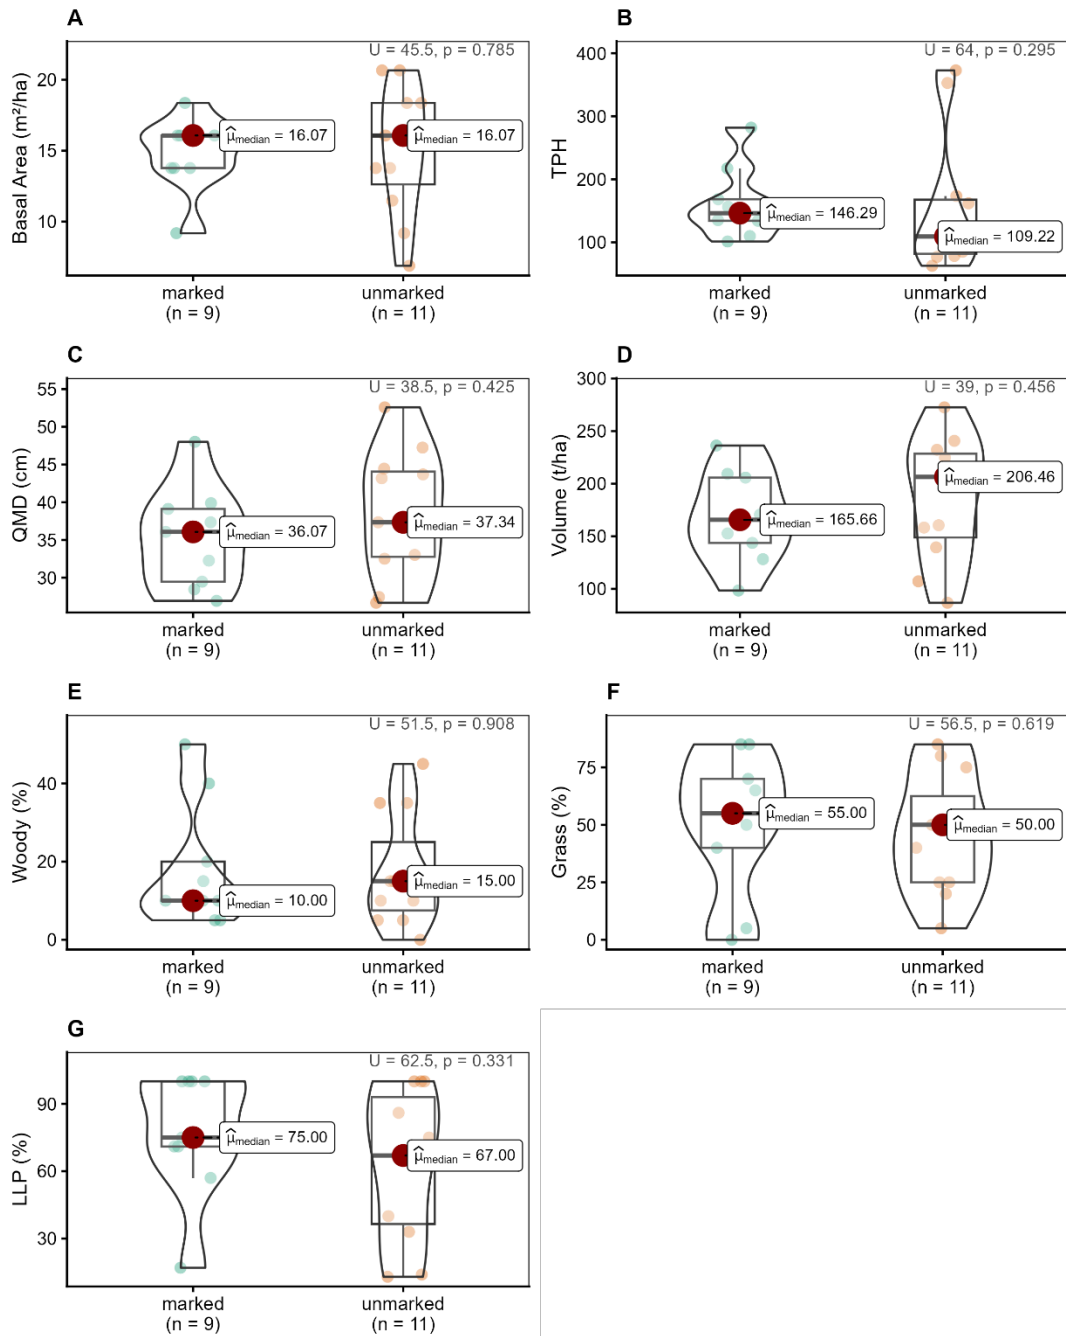 A
U = 45.5, p = 0.785
Basal Area (m²/ha)
20
15
10
μ̂median = 16.07
μ̂median = 16.07
marked
(n = 9)
unmarked
(n = 11)
B
U = 64, p = 0.295
TPH
400
300
200
100
μ̂median = 146.29
μ̂median = 109.22
marked
(n = 9)
unmarked
(n = 11)
C
U = 38.5, p = 0.425
QMD (cm)
55
50
45
40
35
30
μ̂median = 36.07
μ̂median = 37.34
marked
(n = 9)
unmarked
(n = 11)
D
U = 39, p = 0.456
Volume (t/ha)
300
250
200
150
100
μ̂median = 165.66
μ̂median = 206.46
marked
(n = 9)
unmarked
(n = 11)
E
U = 51.5, p = 0.908
Woody (%)
40
20
0
μ̂median = 10.00
μ̂median = 15.00
marked
(n = 9)
unmarked
(n = 11)
F
U = 56.5, p = 0.619
Grass (%)
75
50
25
0
μ̂median = 55.00
μ̂median = 50.00
marked
(n = 9)
unmarked
(n = 11)
G
U = 62.5, p = 0.331
LLP (%)
90
60
30
μ̂median = 75.00
μ̂median = 67.00
marked
(n = 9)
unmarked
(n = 11)